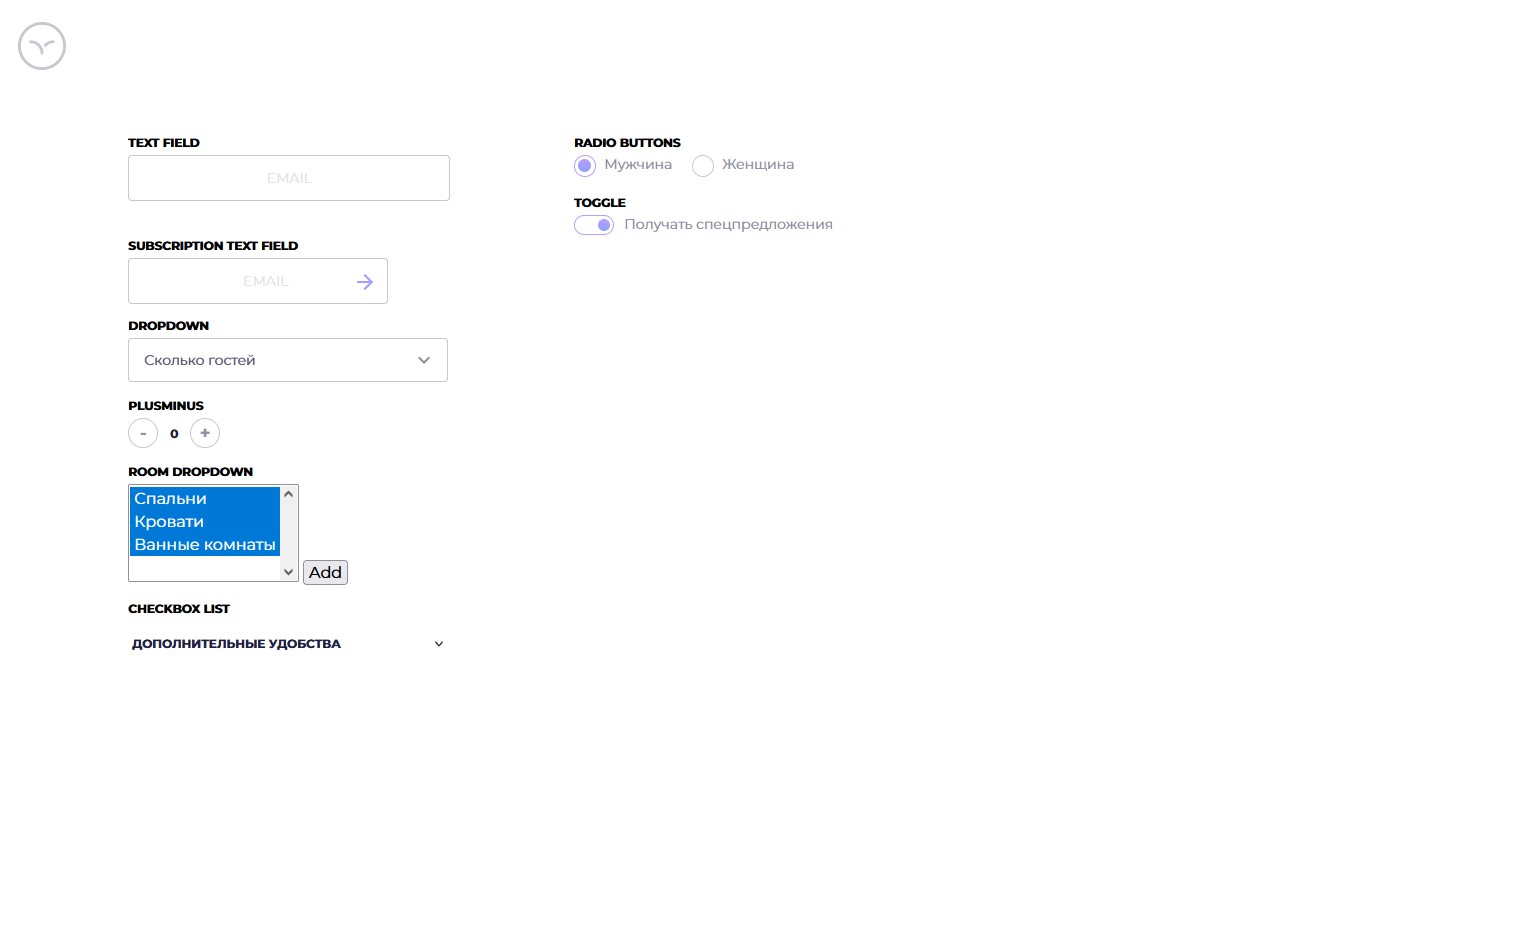 TEXT FIELD
EMAIL
SUBSCRIPTION TEXT FIELD
EMAIL
DROPDOWN
Сколько гостей
PLUSMINUS
- 0 +
ROOM DROPDOWN
Спальни
Кровати
Ванные комнаты
Add
CHECKBOX LIST
ДОПОЛНИТЕЛЬНЫЕ УДОБСТВА
RADIO BUTTONS
Мужчина Женщина
TOGGLE
Получать спецпредложения